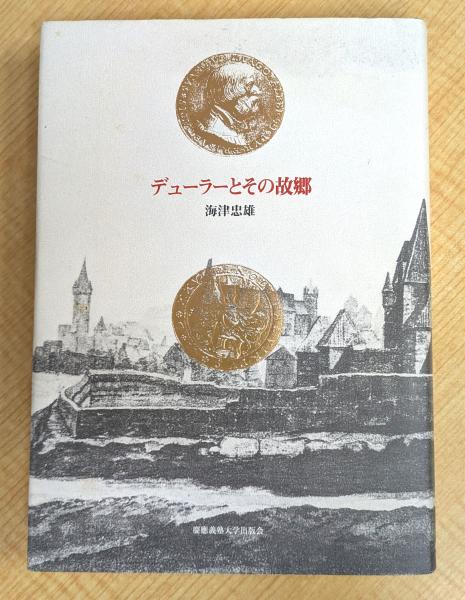 デューラーとその故郷
海津忠雄
慶應義塾大学出版会